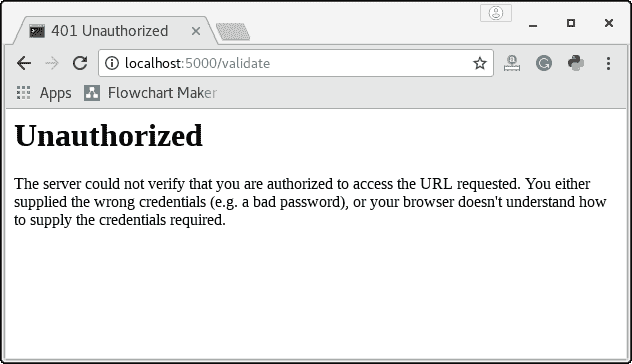 401 Unauthorized
localhost:5000/validate
Apps Flowchart Maker
Unauthorized
The server could not verify that you are authorized to access the URL requested. You either
supplied the wrong credentials (e.g. a bad password), or your browser doesn't understand how
to supply the credentials required.